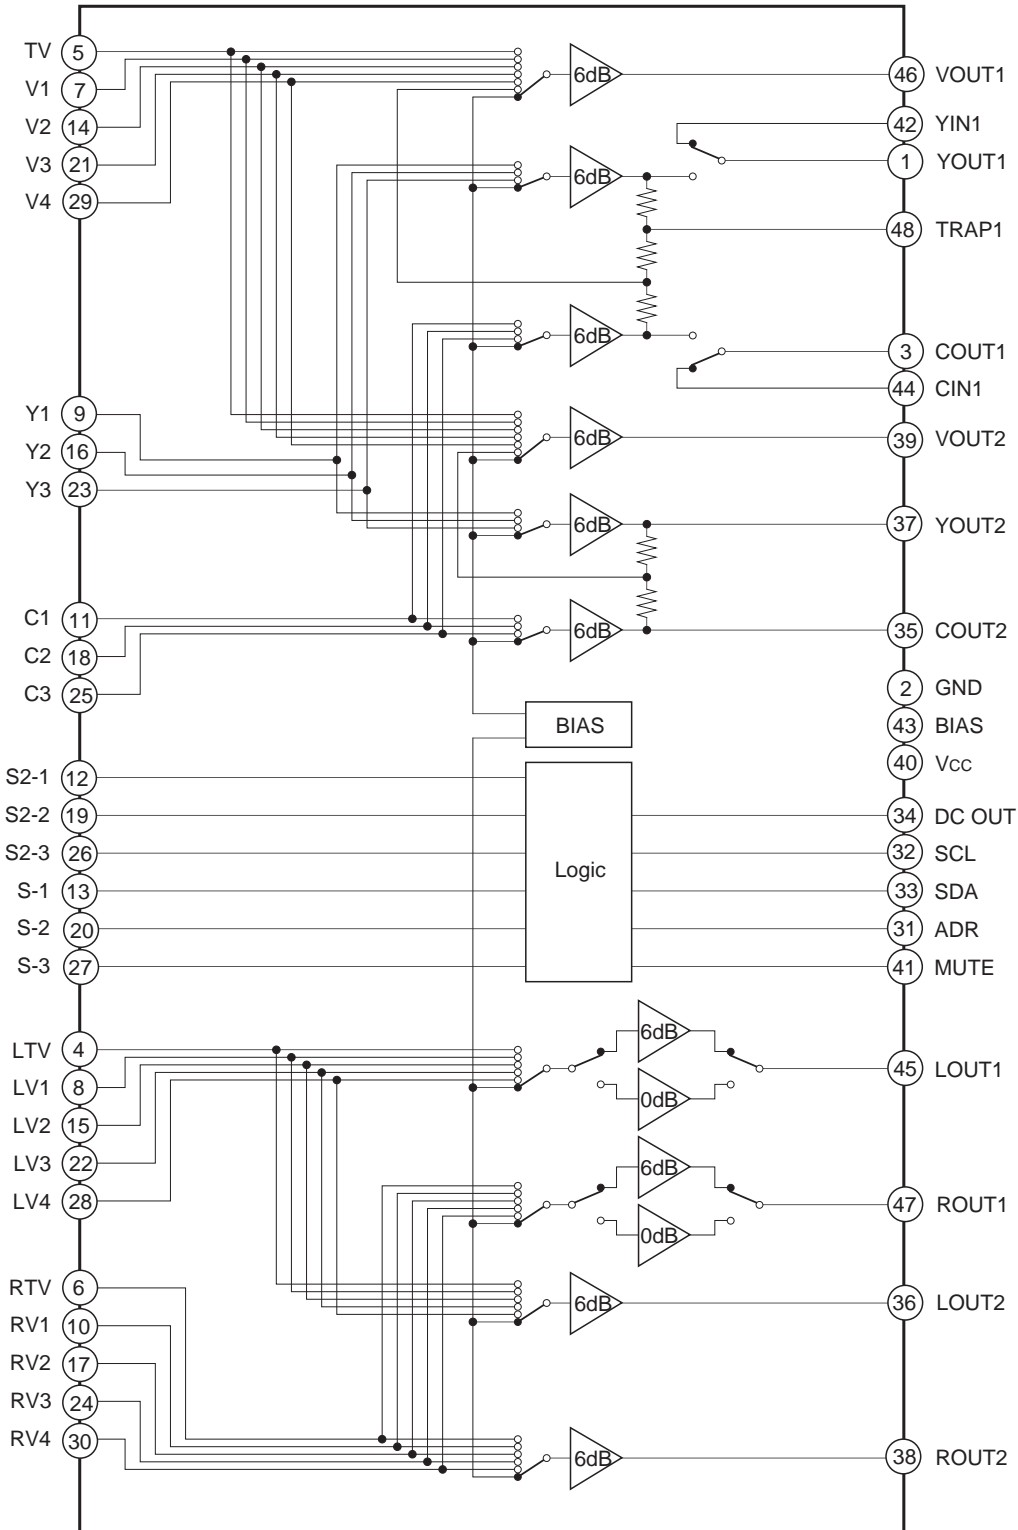 TV 5 6dB 46 VOUT1
V1 7
V2 14 42 YIN1
V3 21 6dB 1 YOUT1
V4 29
48 TRAP1
6dB 3 COUT1
44 CIN1
Y1 9
Y2 16 6dB 39 VOUT2
Y3 23
6dB 37 YOUT2
C1 11 6dB 35 COUT2
C2 18
C3 25 2 GND
BIAS 43 BIAS
40 Vcc
S2-1 12
S2-2 19 34 DC OUT
S2-3 26 32 SCL
Logic
S-1 13 33 SDA
S-2 20 31 ADR
S-3 27 41 MUTE
6dB
LTV 4 45 LOUT1
LV1 8 0dB
LV2 15
LV3 22 6dB
LV4 28 47 ROUT1
0dB
RTV 6 6dB 36 LOUT2
RV1 10
RV2 17
RV3 24
RV4 30 6dB 38 ROUT2